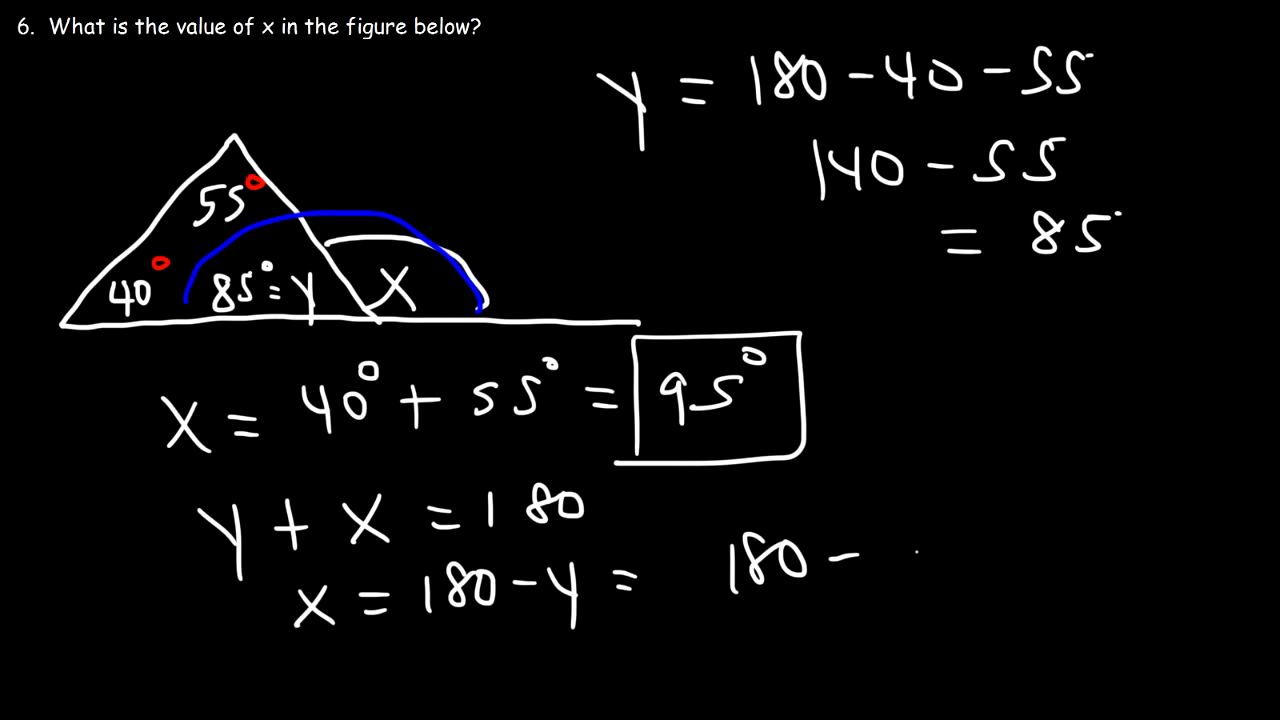 6. What is the value of x in the figure below?
y = 180 - 40 - 55
140 - 55
= 85
55°
40°
85° = y
x
x = 40° + 55° = 95°
y + x = 180
x = 180 - y = 180 -